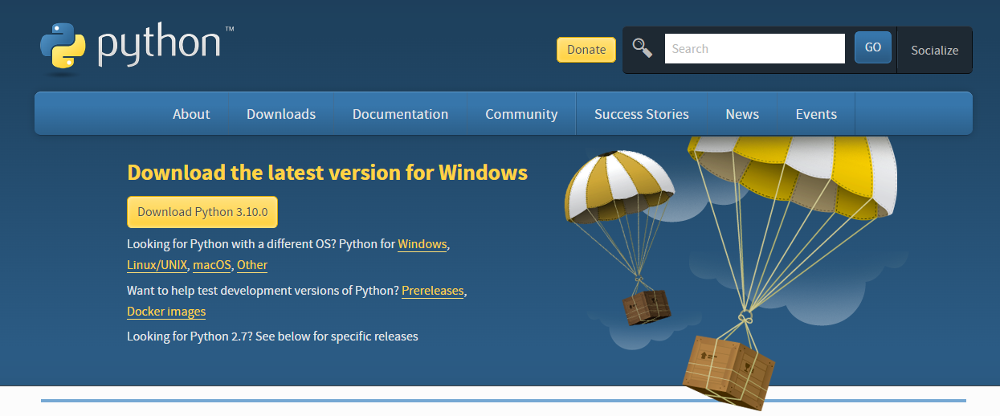 python™
Donate
Search
GO
Socialize
About
Downloads
Documentation
Community
Success Stories
News
Events
Download the latest version for Windows
Download Python 3.10.0
Looking for Python with a different OS? Python for Windows,
Linux/UNIX, macOS, Other
Want to help test development versions of Python? Prereleases,
Docker images
Looking for Python 2.7? See below for specific releases